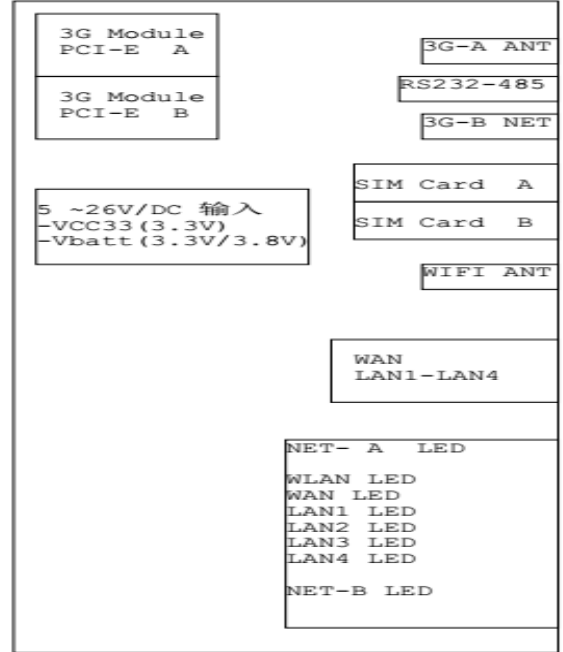 3G Module
PCI-E A
3G Module
PCI-E B
3G-A ANT
RS232-485
3G-B NET
SIM Card A
SIM Card B
5 ~26V/DC 输入
-VCC33(3.3V)
-Vbatt(3.3V/3.8V)
WIFI ANT
WAN
LAN1-LAN4
NET- A LED
WLAN LED
WAN LED
LAN1 LED
LAN2 LED
LAN3 LED
LAN4 LED
NET-B LED